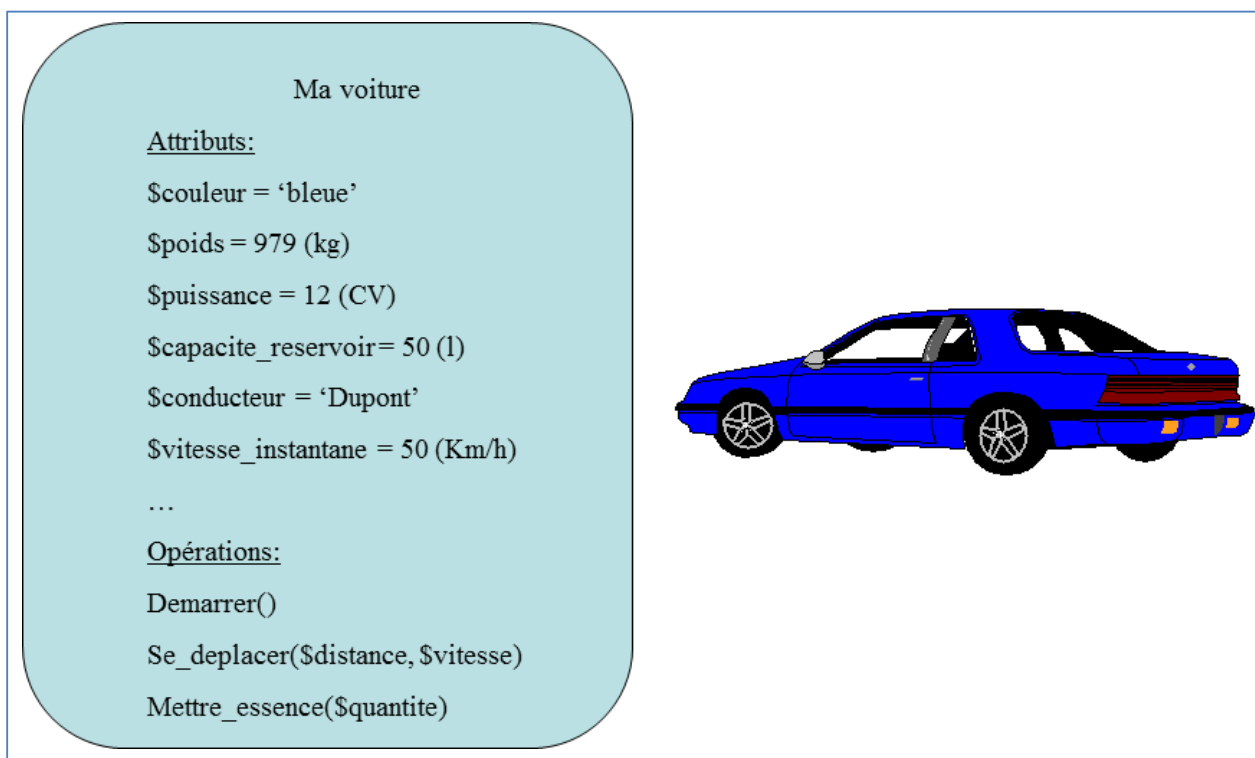 Ma voiture
Attributs:
$couleur = ‘bleue’
$poids = 979 (kg)
$puissance = 12 (CV)
$capacite_reservoir= 50 (l)
$conducteur = ‘Dupont’
$vitesse_instantane = 50 (Km/h)
…
Opérations:
Demarrer()
Se_deplacer($distance, $vitesse)
Mettre_essence($quantite)